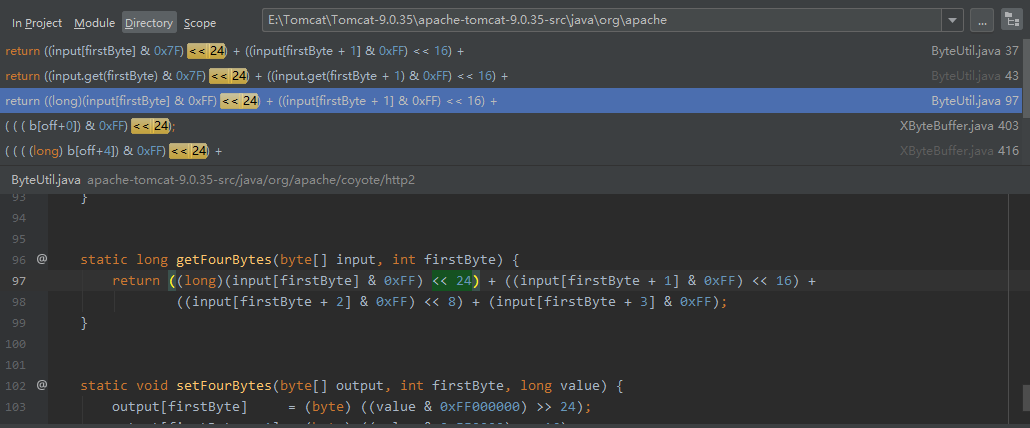 In Project Module Directory Scope E:\Tomcat\Tomcat-9.0.35\apache-tomcat-9.0.35-src\java\org\apache ...
return ((input[firstByte] & 0x7F) << 24) + ((input[firstByte + 1] & 0xFF) << 16) + ByteUtil.java 37
return ((input.get(firstByte) & 0x7F) << 24) + ((input.get(firstByte + 1) & 0xFF) << 16) + ByteUtil.java 43
return ((long)(input[firstByte] & 0xFF) << 24) + ((input[firstByte + 1] & 0xFF) << 16) + ByteUtil.java 97
( ( ( b[off+0]) & 0xFF) << 24); XByteBuffer.java 403
( ( ( (long) b[off+4]) & 0xFF) << 24) + XByteBuffer.java 416
ByteUtil.java apache-tomcat-9.0.35-src/java/org/apache/coyote/http2
93 }
94
95
96 @ static long getFourBytes(byte[] input, int firstByte) {
97 return ((long)(input[firstByte] & 0xFF) << 24) + ((input[firstByte + 1] & 0xFF) << 16) +
98 ((input[firstByte + 2] & 0xFF) << 8) + (input[firstByte + 3] & 0xFF);
99 }
100
101
102 @ static void setFourBytes(byte[] output, int firstByte, long value) {
103 output[firstByte] = (byte) ((value & 0xFF000000) >> 24);